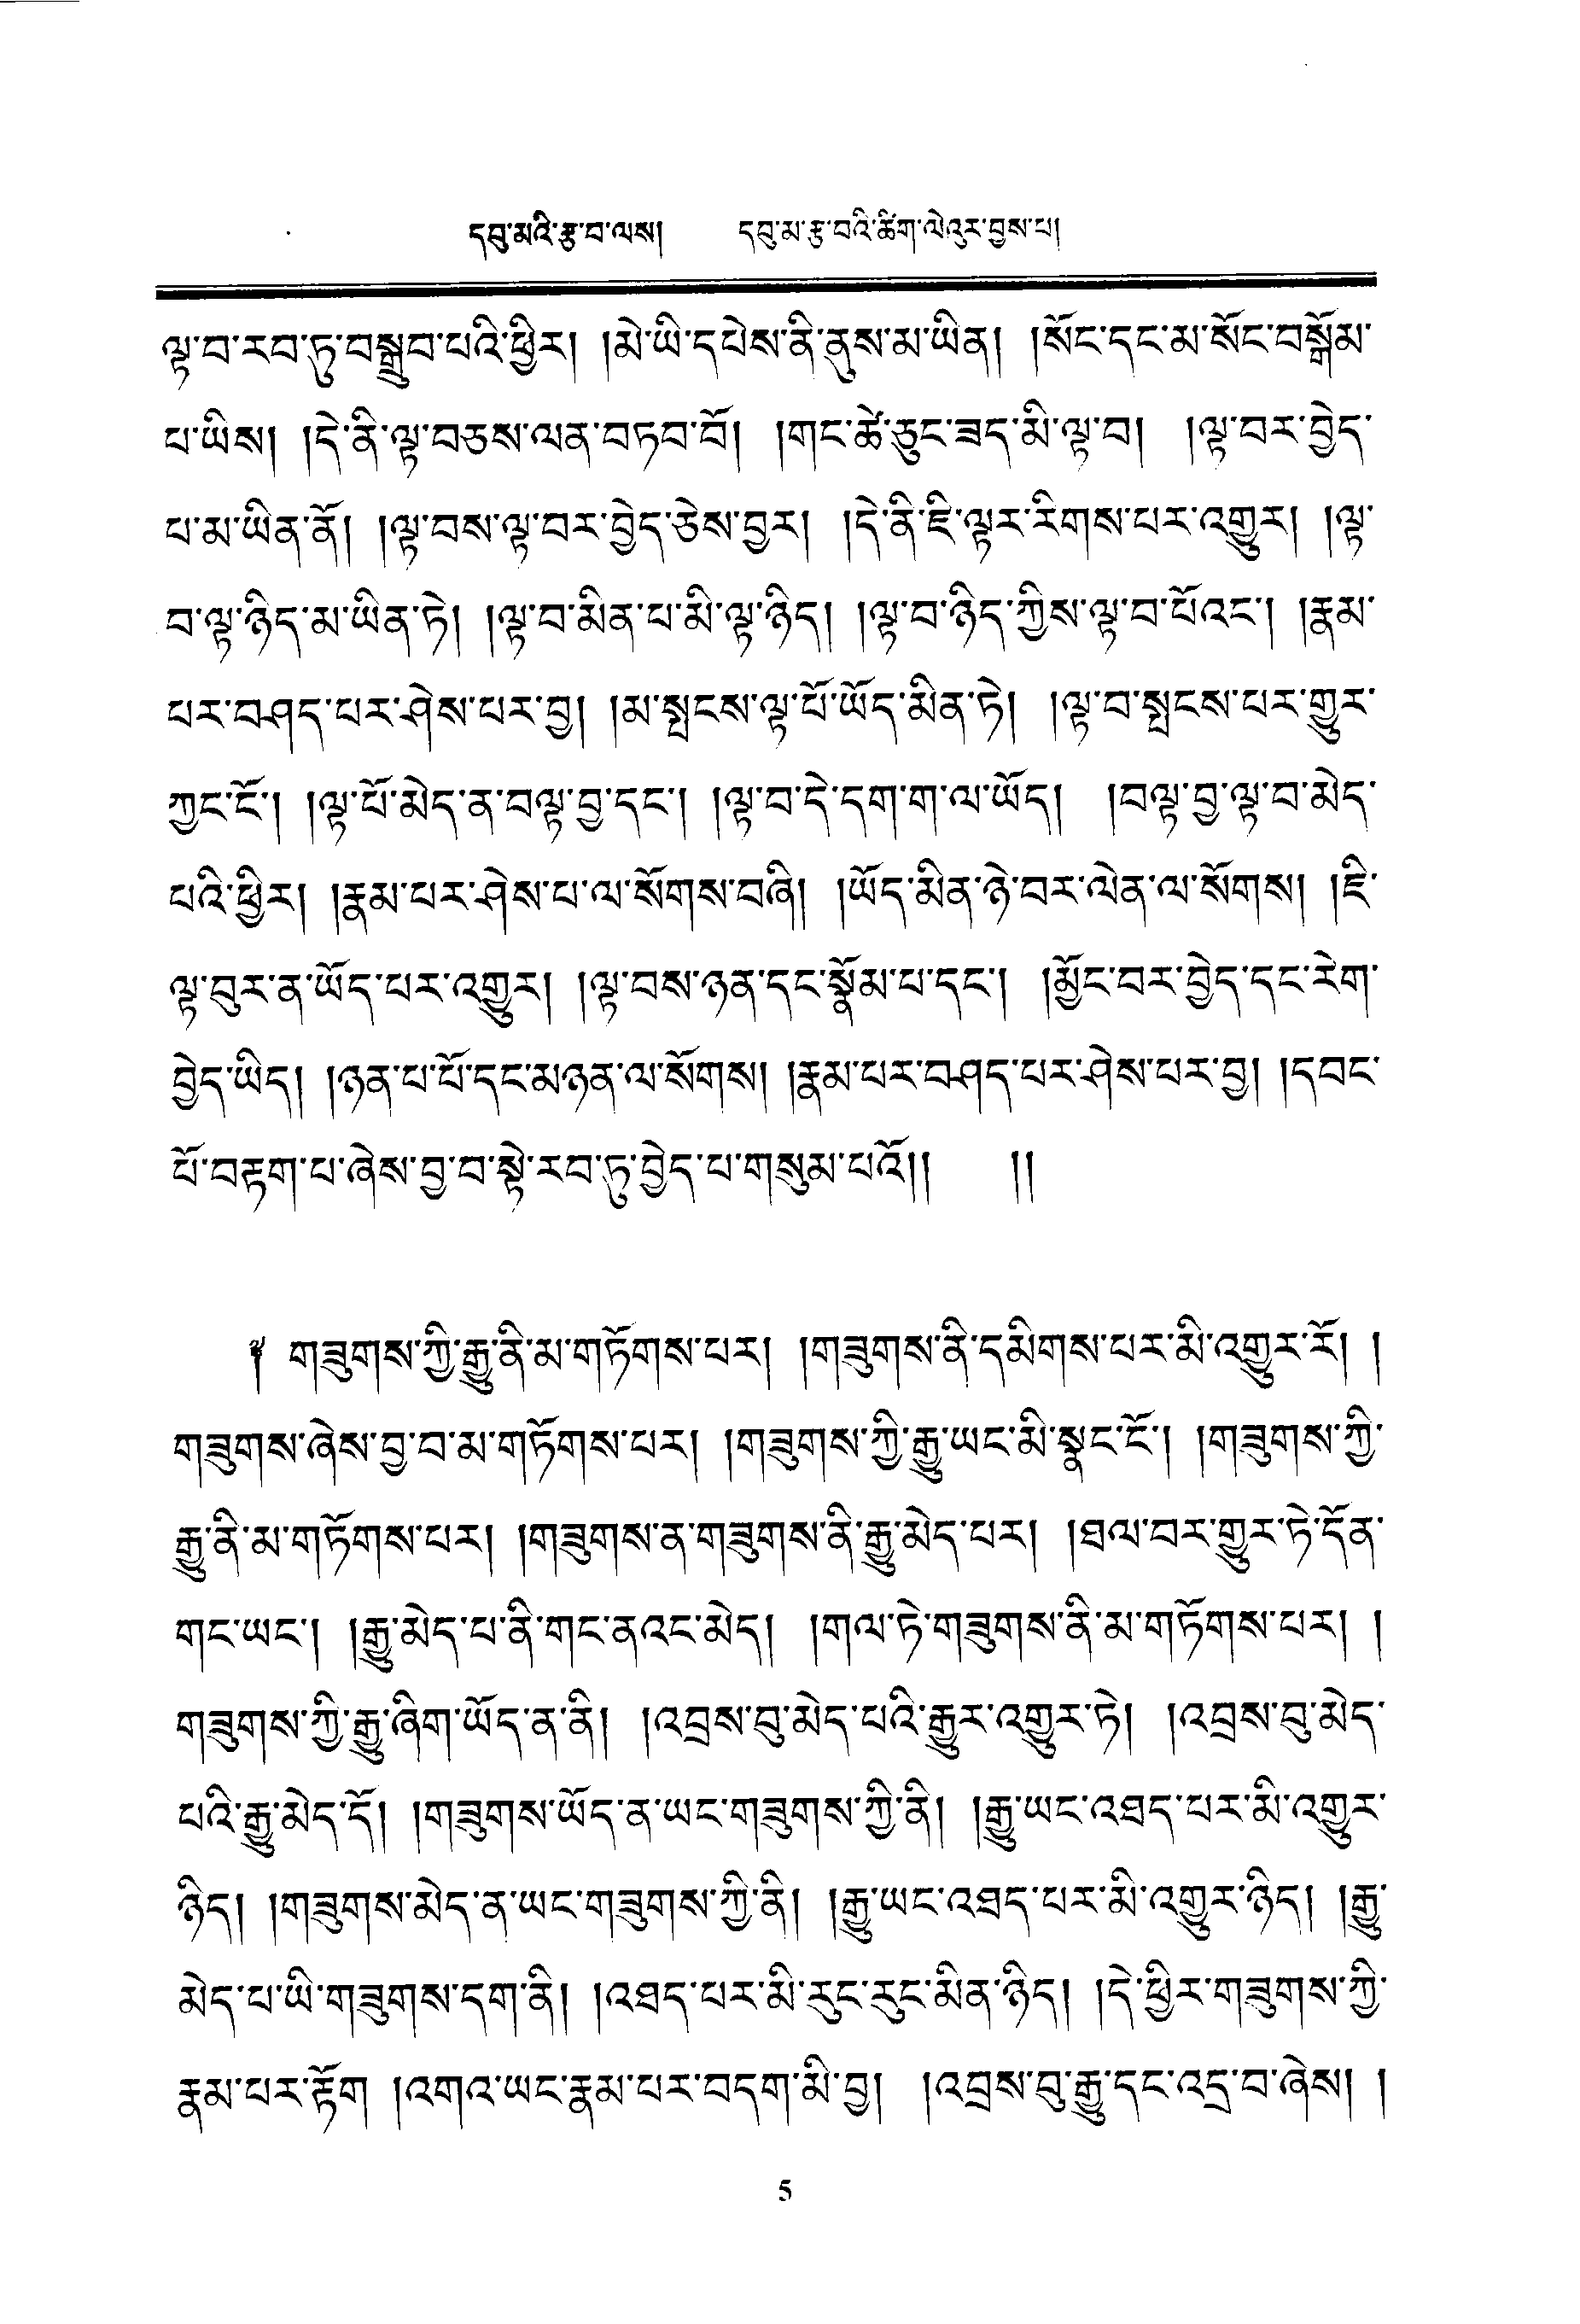 དབུ་མའི་རྩ་བ་ལས། དབུ་མ་རྩ་བའི་ཚིག་ལེའུར་བྱས་པ།
ལྟ་བ་རབ་ཏུ་བསྒྲུབ་པའི་ཕྱིར། །མེ་ཡི་དཔེས་ནི་ནུས་མ་ཡིན། །སོང་དང་མ་སོང་བསྒོམ་
པ་ཡིས། །དེ་ནི་ལྟ་བཅས་ལན་བཏབ་བོ། །གང་ཚེ་ཅུང་ཟད་མི་ལྟ་བ། །ལྟ་བར་བྱེད་
པ་མ་ཡིན་ནོ། །ལྟ་བས་ལྟ་བར་བྱེད་ཅེས་བྱར། །དེ་ནི་ཇི་ལྟར་རིགས་པར་འགྱུར། །ལྟ་
བ་ལྟ་ཉིད་མ་ཡིན་ཏེ། །ལྟ་བ་མིན་པ་མི་ལྟ་ཉིད། །ལྟ་བ་ཉིད་ཀྱིས་ལྟ་བ་པོའང་། །རྣམ་
པར་བཤད་པར་ཤེས་པར་བྱ། །མ་སྤངས་ལྟ་པོ་ཡོད་མིན་ཏེ། །ལྟ་བ་སྤངས་པར་གྱུར་
ཀྱང་ངོ་། །ལྟ་པོ་མེད་ན་བལྟ་བྱ་དང་། །ལྟ་བ་དེ་དག་ག་ལ་ཡོད། །བལྟ་བྱ་ལྟ་བ་མེད་
པའི་ཕྱིར། །རྣམ་པར་ཤེས་པ་ལ་སོགས་བཞི། །ཡོད་མིན་ཉེ་བར་ལེན་ལ་སོགས། །ཇི་
ལྟ་བུར་ན་ཡོད་པར་འགྱུར། །ལྟ་བས་ཉན་དང་སྣོམ་པ་དང་། །མྱོང་བར་བྱེད་དང་རེག་
བྱེད་ཡིད། །ཉན་པ་པོ་དང་མཉན་ལ་སོགས། །རྣམ་པར་བཤད་པར་ཤེས་པར་བྱ། །དབང་
པོ་བརྟག་པ་ཞེས་བྱ་བ་སྟེ་རབ་ཏུ་བྱེད་པ་གསུམ་པའོ།། །།
༈ གཟུགས་ཀྱི་རྒྱུ་ནི་མ་གཏོགས་པར། །གཟུགས་ནི་དམིགས་པར་མི་འགྱུར་རོ། །
གཟུགས་ཞེས་བྱ་བ་མ་གཏོགས་པར། །གཟུགས་ཀྱི་རྒྱུ་ཡང་མི་སྣང་ངོ་། །གཟུགས་ཀྱི་
རྒྱུ་ནི་མ་གཏོགས་པར། །གཟུགས་ན་གཟུགས་ནི་རྒྱུ་མེད་པར། །ཐལ་བར་གྱུར་ཏེ་དོན་
གང་ཡང་། །རྒྱུ་མེད་པ་ནི་གང་ནའང་མེད། །གལ་ཏེ་གཟུགས་ནི་མ་གཏོགས་པར། །
གཟུགས་ཀྱི་རྒྱུ་ཞིག་ཡོད་ན་ནི། །འབྲས་བུ་མེད་པའི་རྒྱུར་འགྱུར་ཏེ། །འབྲས་བུ་མེད་
པའི་རྒྱུ་མེད་དོ། །གཟུགས་ཡོད་ན་ཡང་གཟུགས་ཀྱི་ནི། །རྒྱུ་ཡང་འཐད་པར་མི་འགྱུར་
ཉིད། །གཟུགས་མེད་ན་ཡང་གཟུགས་ཀྱི་ནི། །རྒྱུ་ཡང་འཐད་པར་མི་འགྱུར་ཉིད། །རྒྱུ་
མེད་པ་ཡི་གཟུགས་དག་ནི། །འཐད་པར་མི་རུང་རུང་མིན་ཉིད། །དེ་ཕྱིར་གཟུགས་ཀྱི་
རྣམ་པར་རྟོག །འགའ་ཡང་རྣམ་པར་བདག་མི་བྱ། །འབྲས་བུ་རྒྱུ་དང་འདྲ་བ་ཞེས། །
5